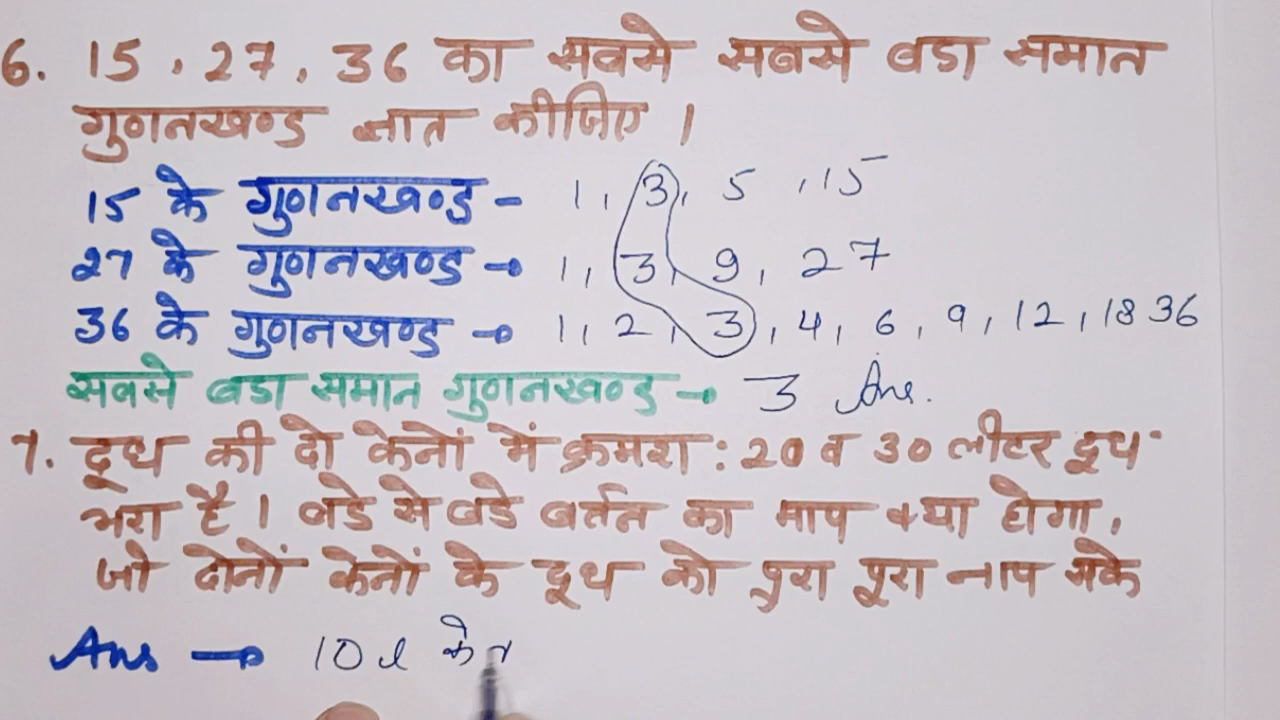 6. 15, 27, 36 का सबसे सबसे बडा समान
गुणनखण्ड ज्ञात कीजिए ।
15 के गुणनखण्ड - 1, 3, 5, 15
27 के गुणनखण्ड → 1, 3, 9, 27
36 के गुणनखण्ड → 1, 2, 3, 4, 6, 9, 12, 18 36
सबसे बडा समान गुणनखण्ड → 3 Ans.
7. दूध की दो केनों में क्रमश: 20 व 30 लीटर दूध
भरा है । बडे से बडे बर्तन का माप क्या होगा,
जो दोनों केनों के दूध को पूरा पूरा नाप सके
Ans → 10 l